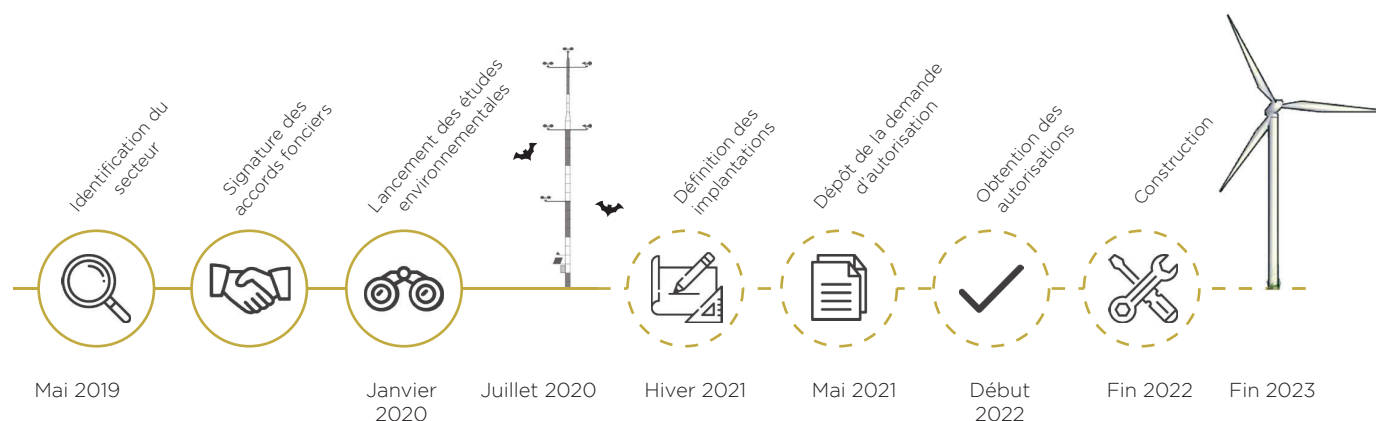 Identification du
secteur
Signature des
accords fonciers
Lancement des études
environnementales
Définition des
implantations
Dépôt de la demande
d'autorisation
Obtention des
autorisations
Construction
Mai 2019
Janvier
2020
Juillet 2020
Hiver 2021
Mai 2021
Début
2022
Fin 2022
Fin 2023